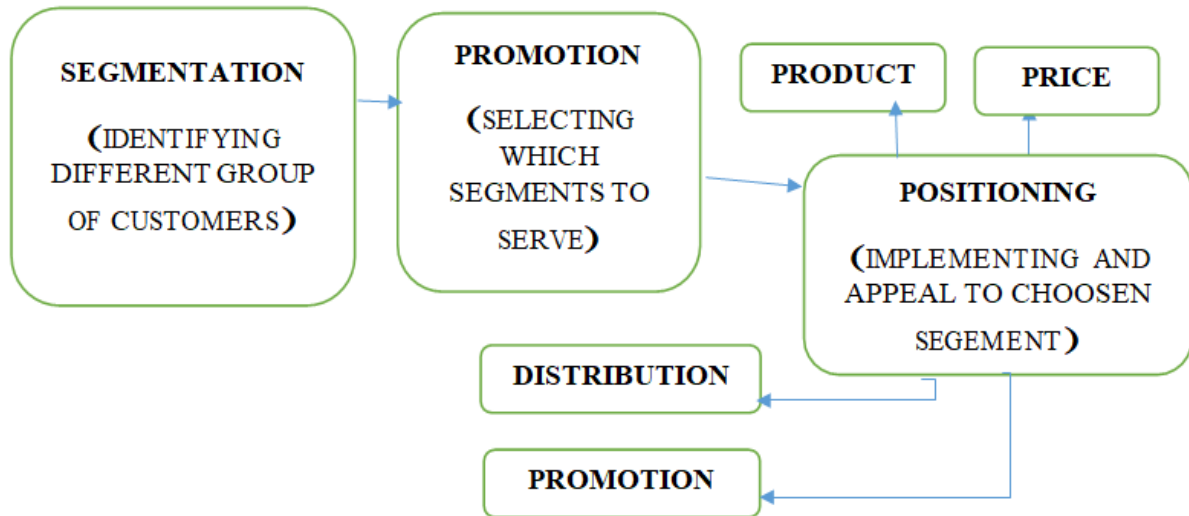 SEGMENTATION
(IDENTIFYING
DIFFERENT GROUP
OF CUSTOMERS)
PROMOTION
(SELECTING
WHICH
SEGMENTS TO
SERVE)
PRODUCT
PRICE
POSITIONING
(IMPLEMENTING AND
APPEAL TO CHOOSEN
SEGEMENT)
DISTRIBUTION
PROMOTION